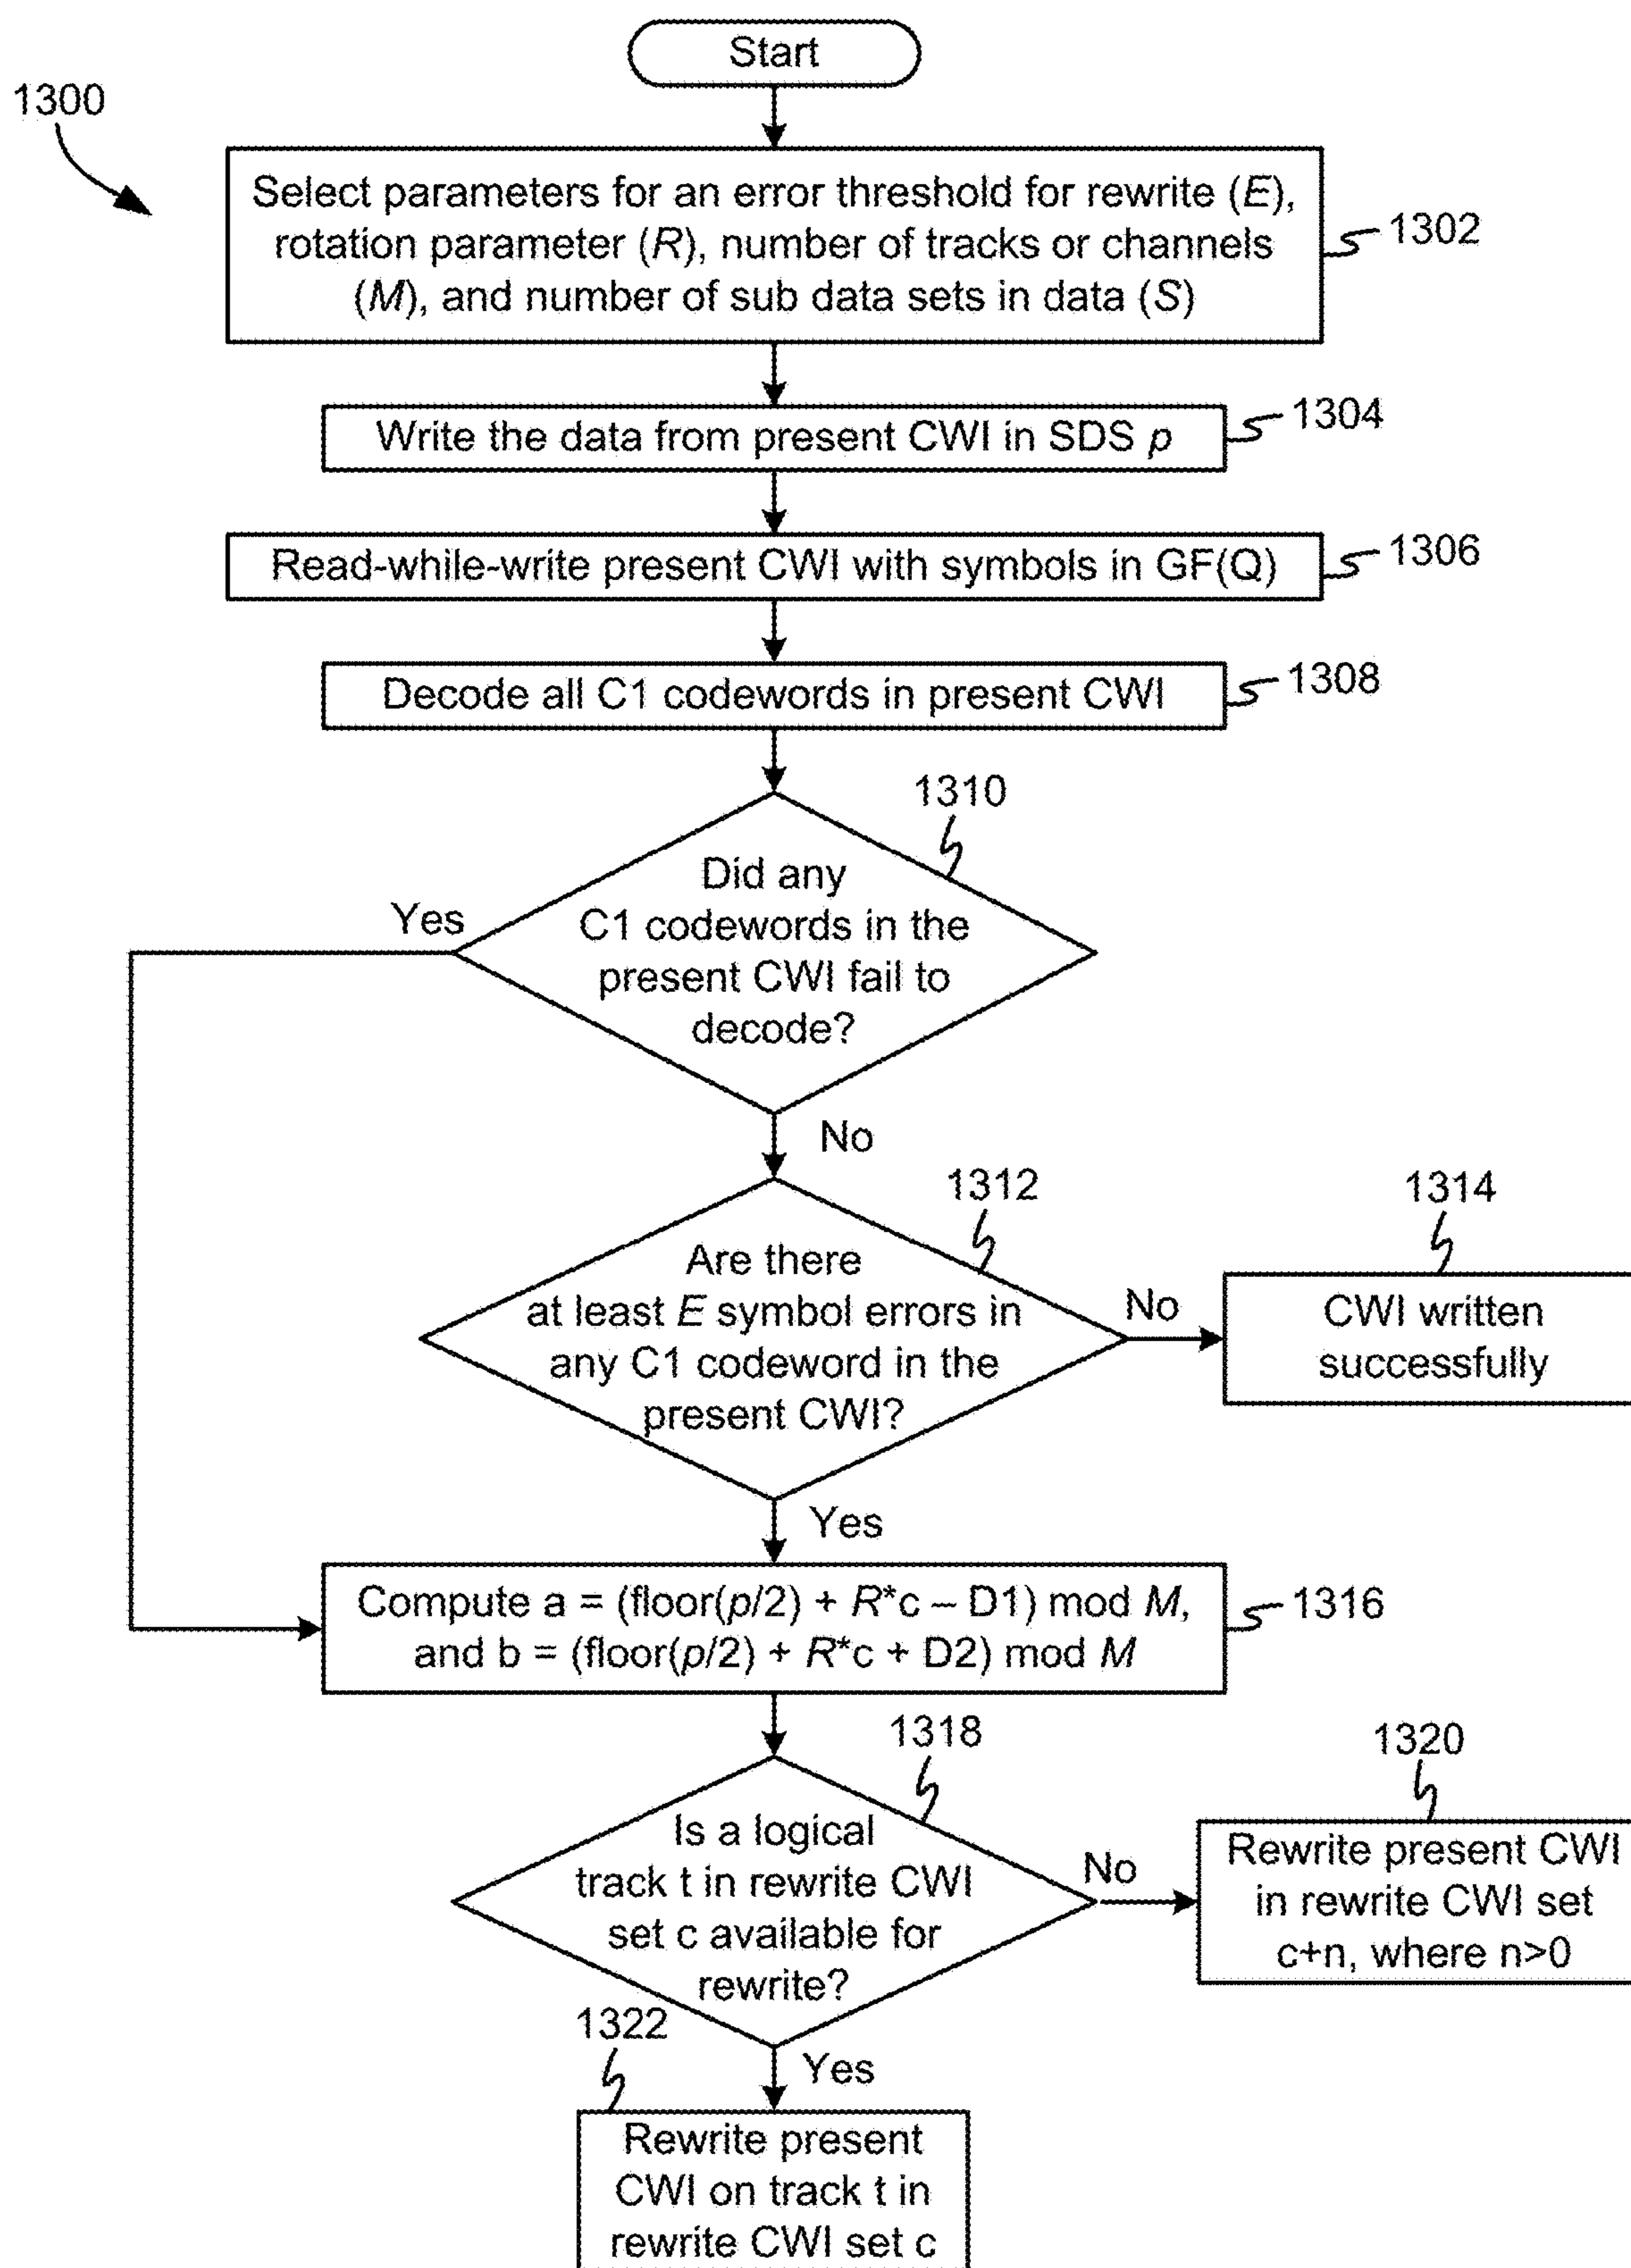 Start
1300
Select parameters for an error threshold for rewrite (E),
rotation parameter (R), number of tracks or channels
(M), and number of sub data sets in data (S)
1302
Write the data from present CWI in SDS p
1304
Read-while-write present CWI with symbols in GF(Q)
1306
Decode all C1 codewords in present CWI
1308
1310
Did any
C1 codewords in the
present CWI fail to
decode?
Yes
No
1312
Are there
at least E symbol errors in
any C1 codeword in the
present CWI?
No
1314
CWI written
successfully
Yes
Compute a = (floor(p/2) + R*c – D1) mod M,
and b = (floor(p/2) + R*c + D2) mod M
1316
1318
Is a logical
track t in rewrite CWI
set c available for
rewrite?
No
1320
Rewrite present CWI
in rewrite CWI set
c+n, where n>0
1322
Yes
Rewrite present
CWI on track t in
rewrite CWI set c